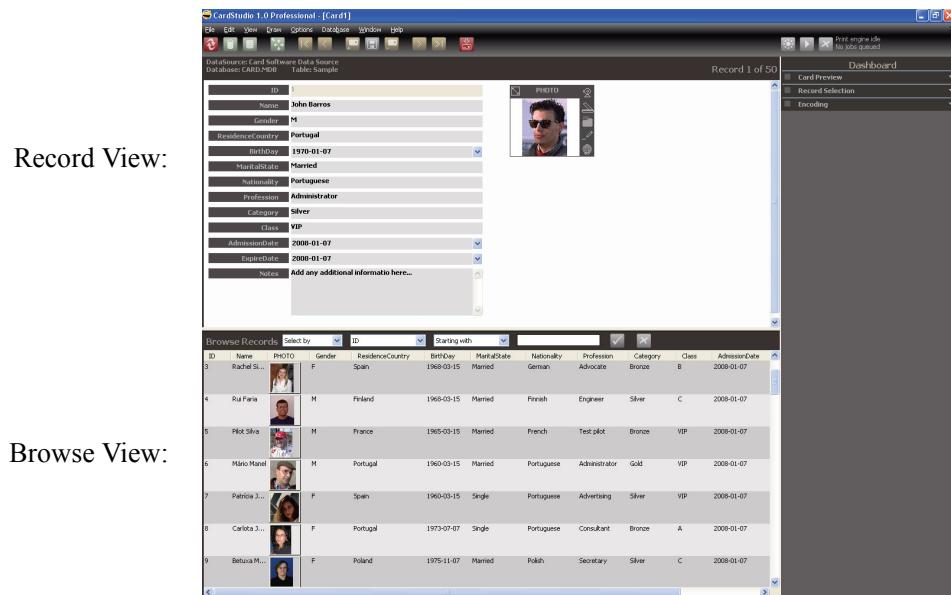 CardStudio 1.0 Professional - [Card1]
File Edit View Draw Options Database Window Help
Print engine idle
No jobs queued
DataSource: Card Software Data Source
Database: CARD.MDB Table: Sample
Record 1 of 50
Dashboard
Card Preview
Record Selection
Encoding
Record View:
ID 1
Name John Barros
Gender M
ResidenceCountry Portugal
BirthDay 1970-01-07
MaritalState Married
Nationality Portuguese
Profession Administrator
Category Silver
Class VIP
AdmissionDate 2008-01-07
ExpireDate 2008-01-07
Notes Add any additional informatio here...
PHOTO
Browse View:
Browse Records Select by ID Starting with
ID Name PHOTO Gender ResidenceCountry BirthDay MaritalState Nationality Profession Category Class AdmissionDate
3 Rachel Si... F Spain 1968-03-15 Married German Advocate Bronze B 2008-01-07
4 Rui Faria M Finland 1968-03-15 Married Finnish Engineer Silver C 2008-01-07
5 Pilot Silva M France 1965-03-15 Married French Test pilot Bronze VIP 2008-01-07
6 Mário Manel M Portugal 1960-03-15 Married Portuguese Administrator Gold VIP 2008-01-07
7 Patrícia J... F Spain 1960-03-15 Single Portuguese Advertising Silver VIP 2008-01-07
8 Carlota J... F Portugal 1973-07-07 Single Portuguese Consultant Bronze A 2008-01-07
9 Betuxa M... F Poland 1975-11-07 Married Polish Secretary Silver C 2008-01-07